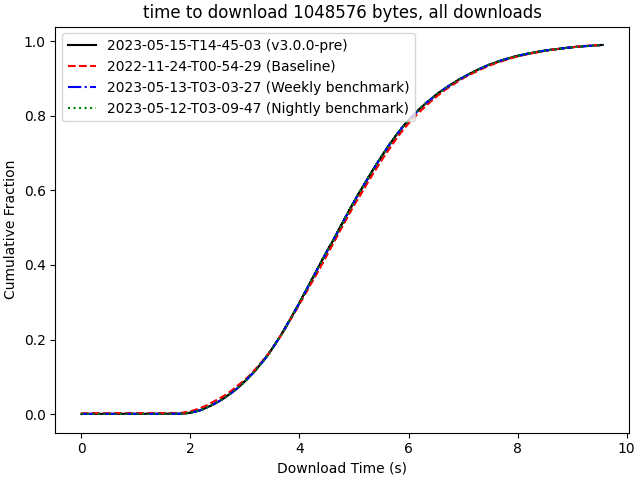 time to download 1048576 bytes, all downloads
2023-05-15-T14-45-03 (v3.0.0-pre)
2022-11-24-T00-54-29 (Baseline)
2023-05-13-T03-03-27 (Weekly benchmark)
2023-05-12-T03-09-47 (Nightly benchmark)
Cumulative Fraction
1.0
0.8
0.6
0.4
0.2
0.0
0 2 4 6 8 10
Download Time (s)